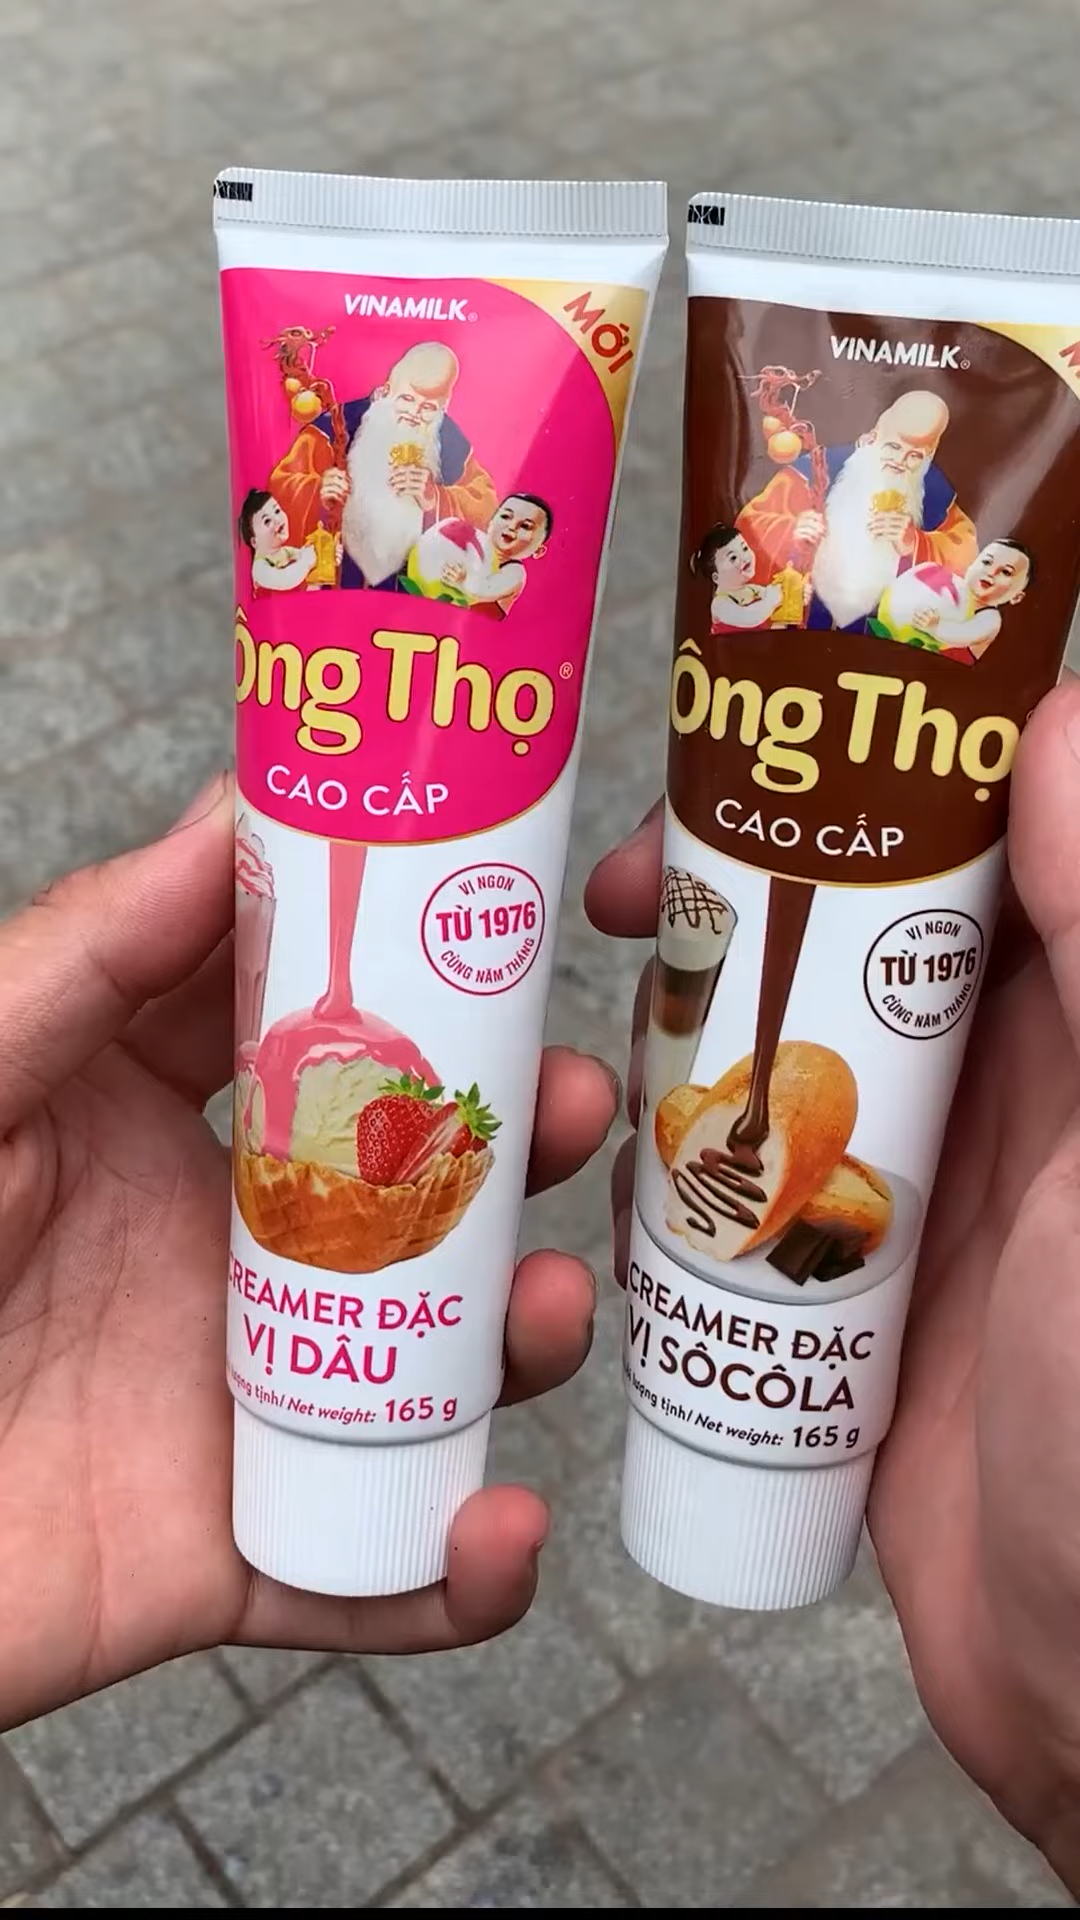 VINAMILK®
MỚI
Ông Thọ®
CAO CẤP
VỊ NGON
TỪ 1976
CÙNG NĂM THÁNG
CREAMER ĐẶC
VỊ DÂU
lượng tịnh/ Net weight: 165 g
VINAMILK®
Ông Thọ
CAO CẤP
VỊ NGON
TỪ 1976
CÙNG NĂM THÁNG
CREAMER ĐẶC
VỊ SÔCÔLA
lượng tịnh/ Net weight: 165 g